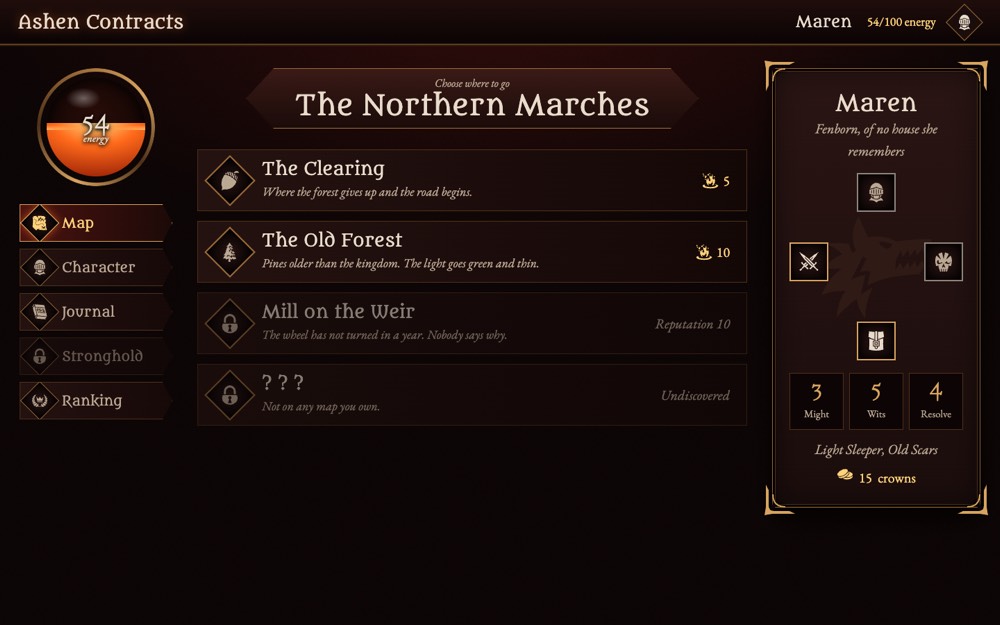 Ashen Contracts
Maren
54/100 energy
54
energy
Map
Character
Journal
Stronghold
Ranking
Choose where to go
The Northern Marches
The Clearing
Where the forest gives up and the road begins.
5
The Old Forest
Pines older than the kingdom. The light goes green and thin.
10
Mill on the Weir
The wheel has not turned in a year. Nobody says why.
Reputation 10
? ? ?
Not on any map you own.
Undiscovered
Maren
Fenborn, of no house she
remembers
3
Might
5
Wits
4
Resolve
Light Sleeper, Old Scars
15 crowns